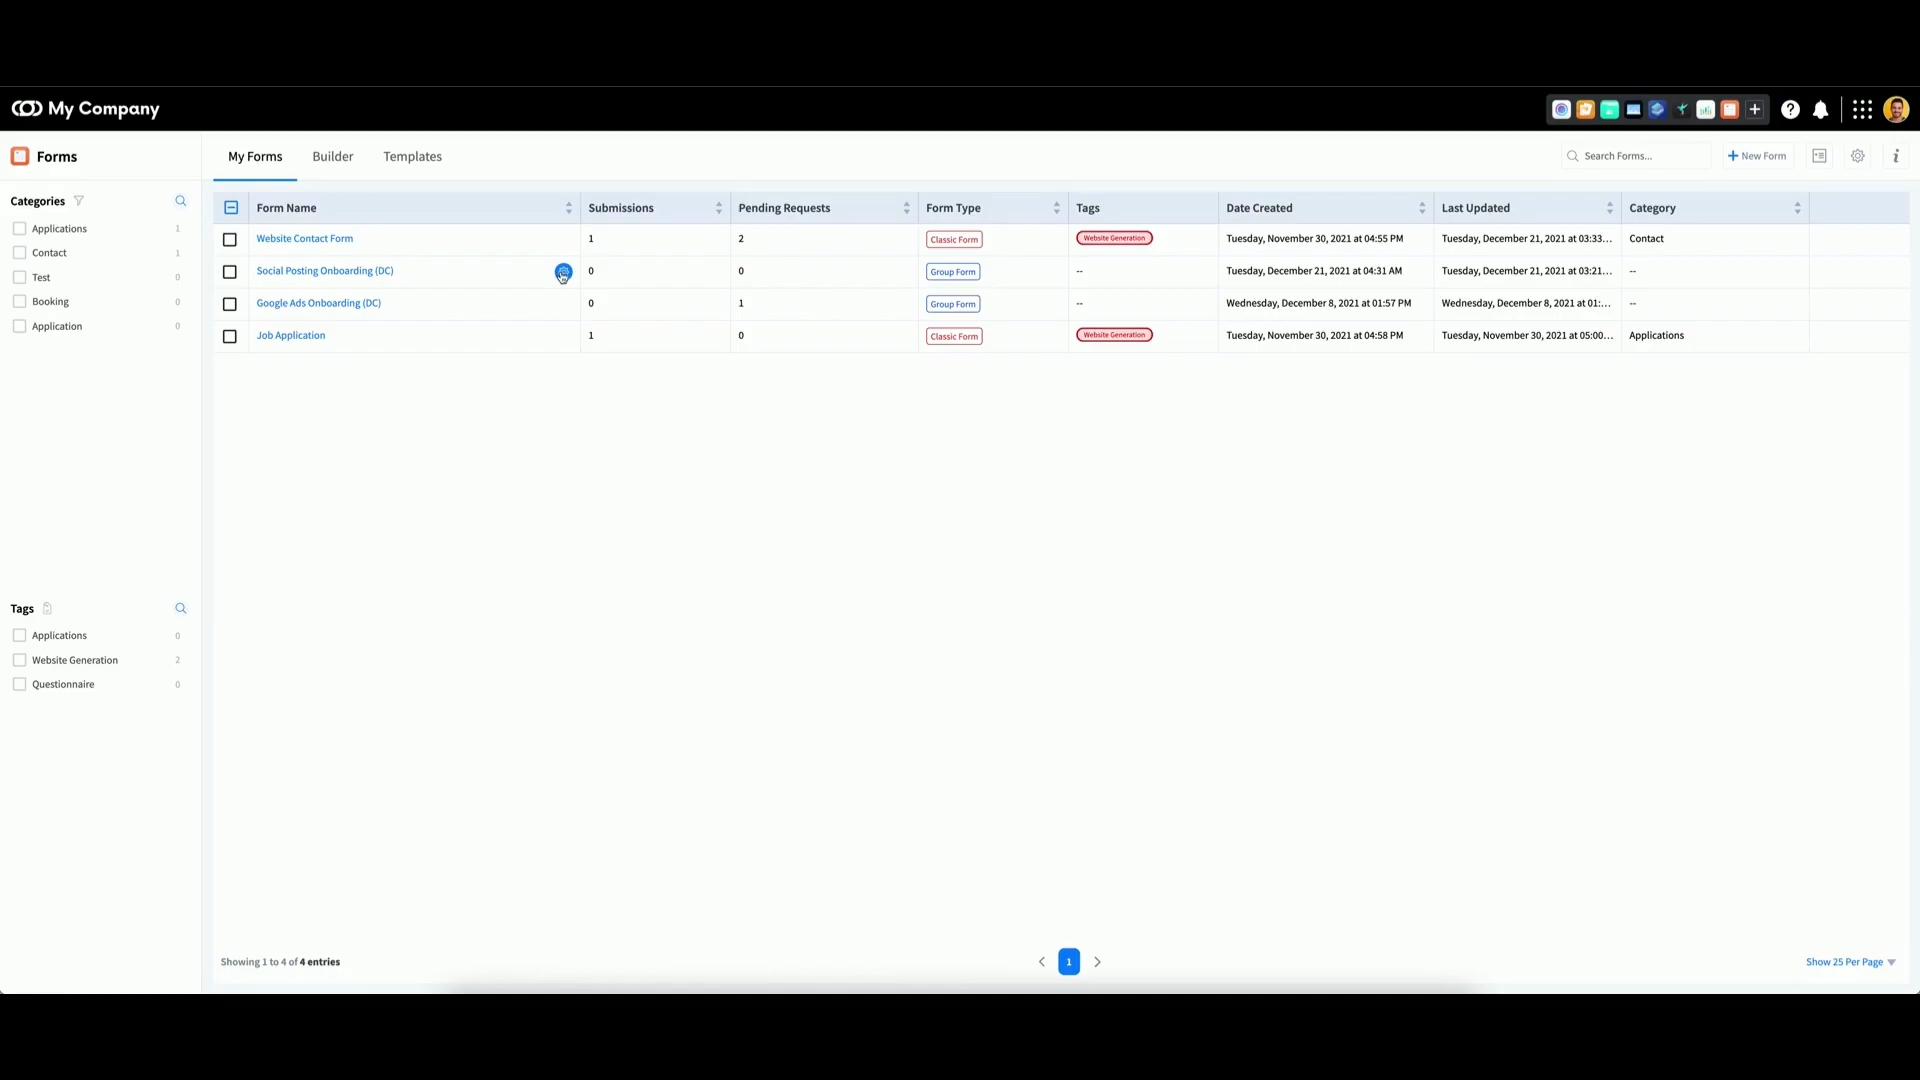 My Company
Forms
My Forms
Builder
Templates
Search Forms...
+ New Form
Categories
Applications 1
Contact 1
Test 0
Booking 0
Application 0
Form Name Submissions Pending Requests Form Type Tags Date Created Last Updated Category
Website Contact Form 1 2 Classic Form Website Generation Tuesday, November 30, 2021 at 04:55 PM Tuesday, December 21, 2021 at 03:33... Contact
Social Posting Onboarding (DC) 0 0 Group Form -- Tuesday, December 21, 2021 at 04:31 AM Tuesday, December 21, 2021 at 03:21... --
Google Ads Onboarding (DC) 0 1 Group Form -- Wednesday, December 8, 2021 at 01:57 PM Wednesday, December 8, 2021 at 01:... --
Job Application 1 0 Classic Form Website Generation Tuesday, November 30, 2021 at 04:58 PM Tuesday, November 30, 2021 at 05:00... Applications
Tags
Applications 0
Website Generation 2
Questionnaire 0
Showing 1 to 4 of 4 entries
1
Show 25 Per Page